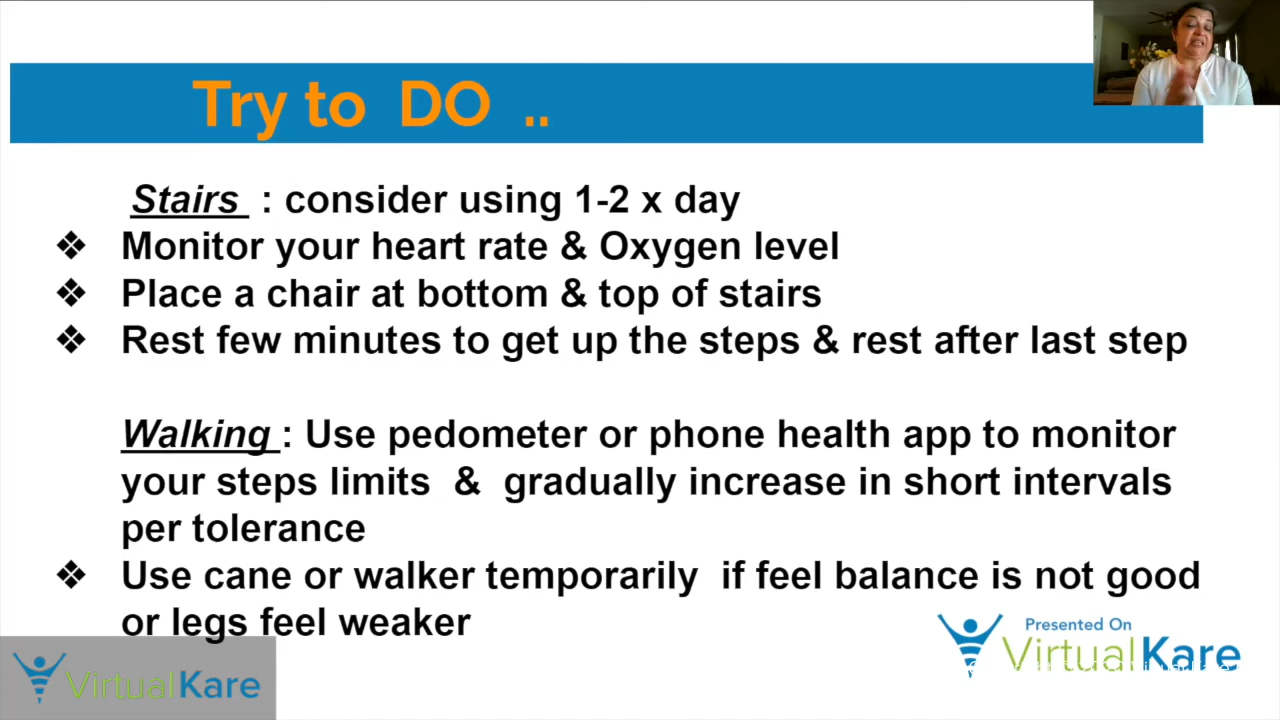 Try to DO ..
Stairs : consider using 1-2 x day
❖ Monitor your heart rate & Oxygen level
❖ Place a chair at bottom & top of stairs
❖ Rest few minutes to get up the steps & rest after last step
Walking : Use pedometer or phone health app to monitor
your steps limits & gradually increase in short intervals
per tolerance
❖ Use cane or walker temporarily if feel balance is not good
or legs feel weaker
Presented On
VirtualKare
VirtualKare